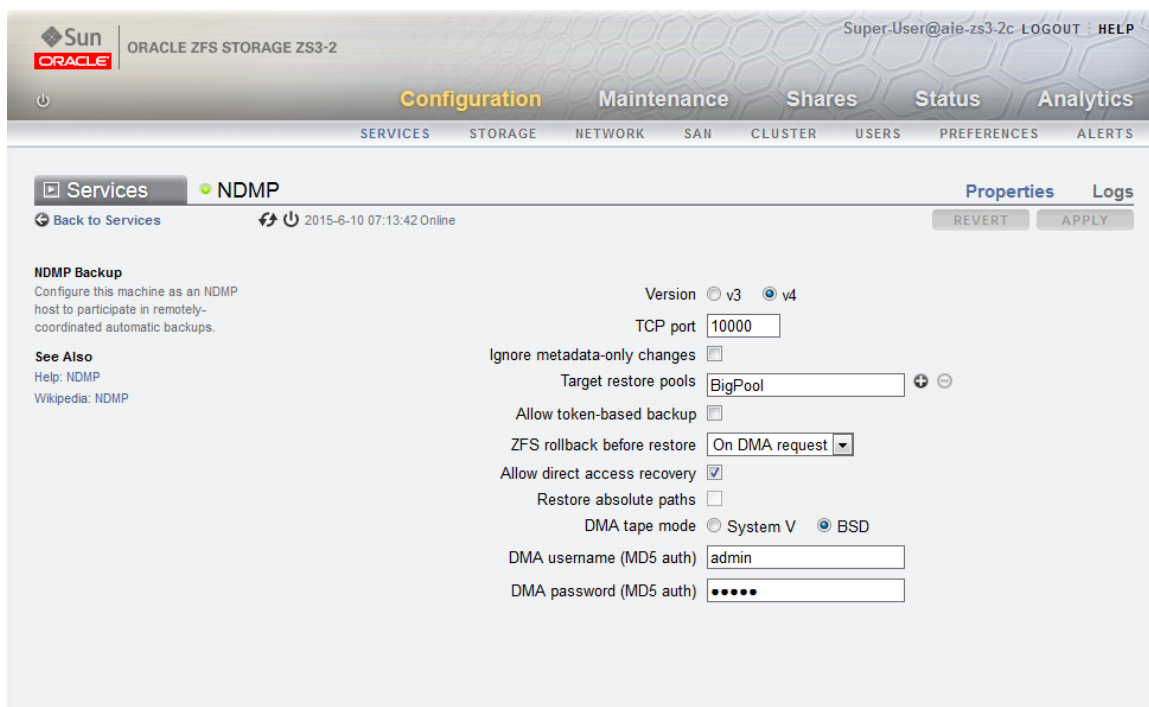 Sun
ORACLE
ORACLE ZFS STORAGE ZS3-2
Super-User@aie-zs3-2c LOGOUT HELP
Configuration Maintenance Shares Status Analytics
SERVICES STORAGE NETWORK SAN CLUSTER USERS PREFERENCES ALERTS
Services NDMP Properties Logs
Back to Services 2015-6-10 07:13:42 Online REVERT APPLY
NDMP Backup
Configure this machine as an NDMP
host to participate in remotely-
coordinated automatic backups.
See Also
Help: NDMP
Wikipedia: NDMP
Version v3 v4
TCP port 10000
Ignore metadata-only changes
Target restore pools BigPool
Allow token-based backup
ZFS rollback before restore On DMA request
Allow direct access recovery
Restore absolute paths
DMA tape mode System V BSD
DMA username (MD5 auth) admin
DMA password (MD5 auth) •••••